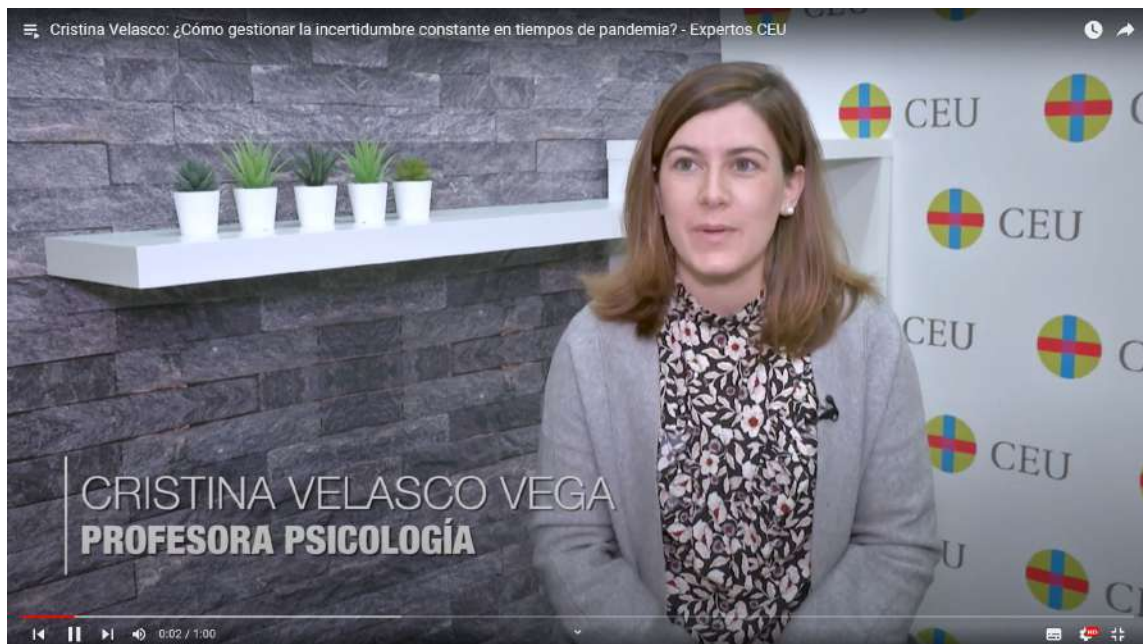 Cristina Velasco: ¿Cómo gestionar la incertidumbre constante en tiempos de pandemia? - Expertos CEU
CEU
CEU
CEU
CEU
CRISTINA VELASCO VEGA
PROFESORA PSICOLOGÍA
0:02 / 1:00
HD